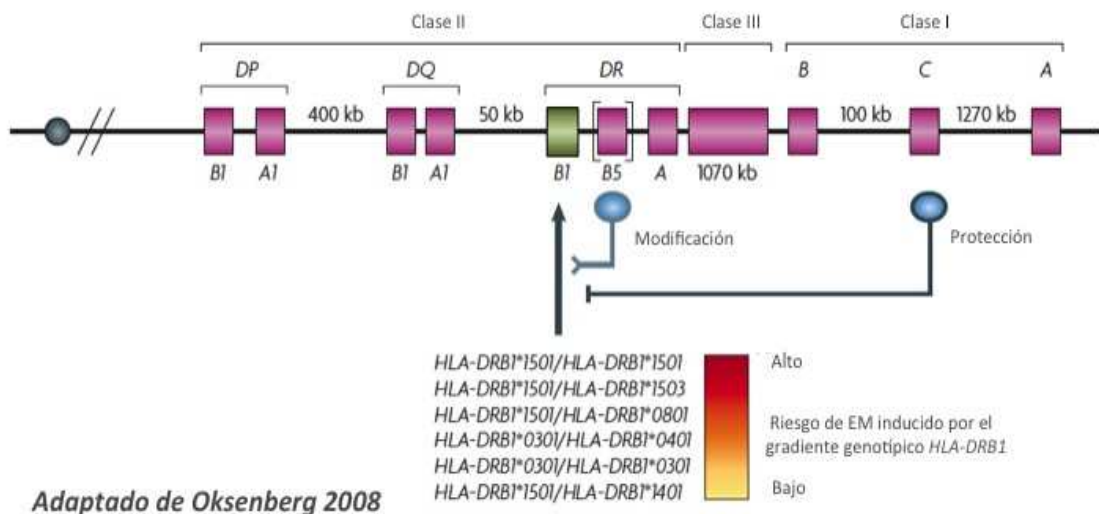 Clase II
Clase III
Clase I
DP
DQ
DR
B
C
A
400 kb
50 kb
100 kb
1270 kb
B1
A1
B1
A1
B1
B5
A
1070 kb
Modificación
Protección
HLA-DRB1*1501/HLA-DRB1*1501
HLA-DRB1*1501/HLA-DRB1*1503
HLA-DRB1*1501/HLA-DRB1*0801
HLA-DRB1*0301/HLA-DRB1*0401
HLA-DRB1*0301/HLA-DRB1*0301
HLA-DRB1*1501/HLA-DRB1*1401
Alto
Riesgo de EM inducido por el
gradiente genotípico HLA-DRB1
Bajo
Adaptado de Oksenberg 2008